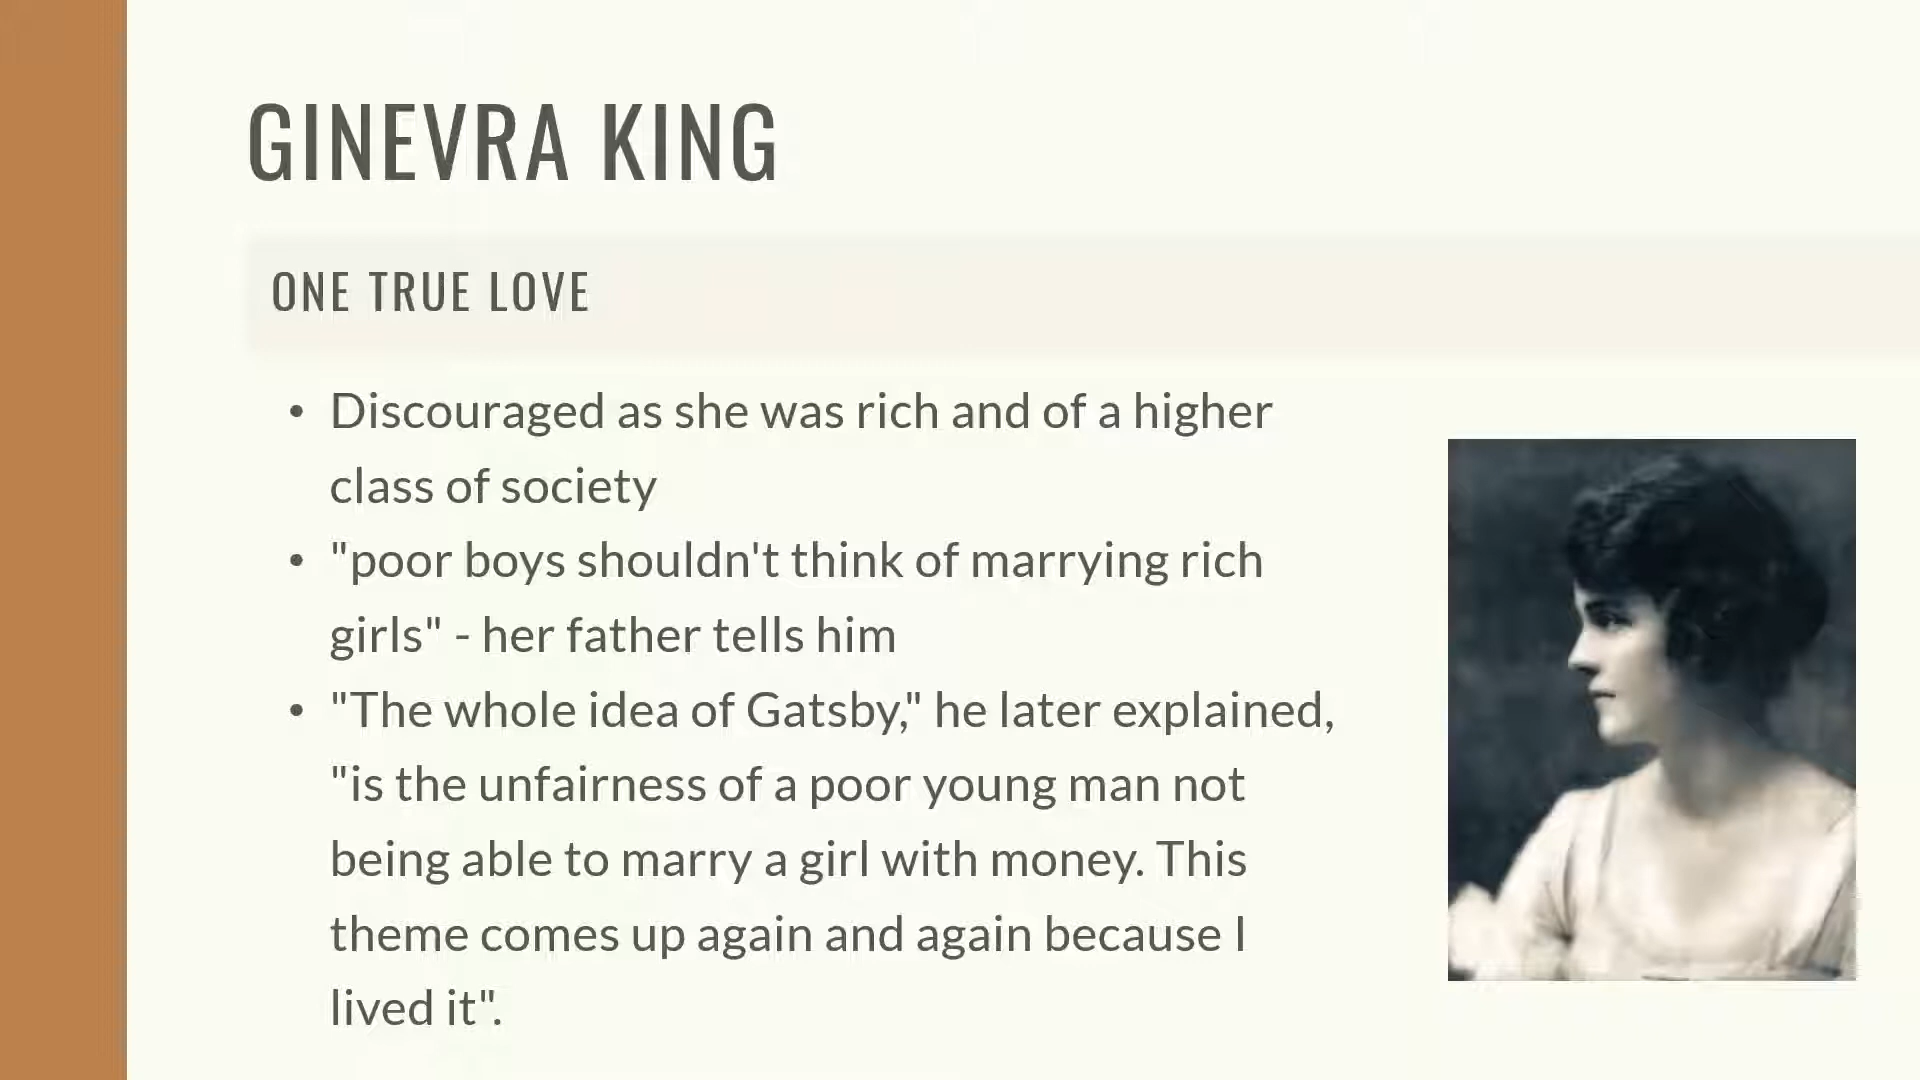 GINEVRA KING
ONE TRUE LOVE
• Discouraged as she was rich and of a higher
class of society
• "poor boys shouldn't think of marrying rich
girls" - her father tells him
• "The whole idea of Gatsby," he later explained,
"is the unfairness of a poor young man not
being able to marry a girl with money. This
theme comes up again and again because I
lived it".